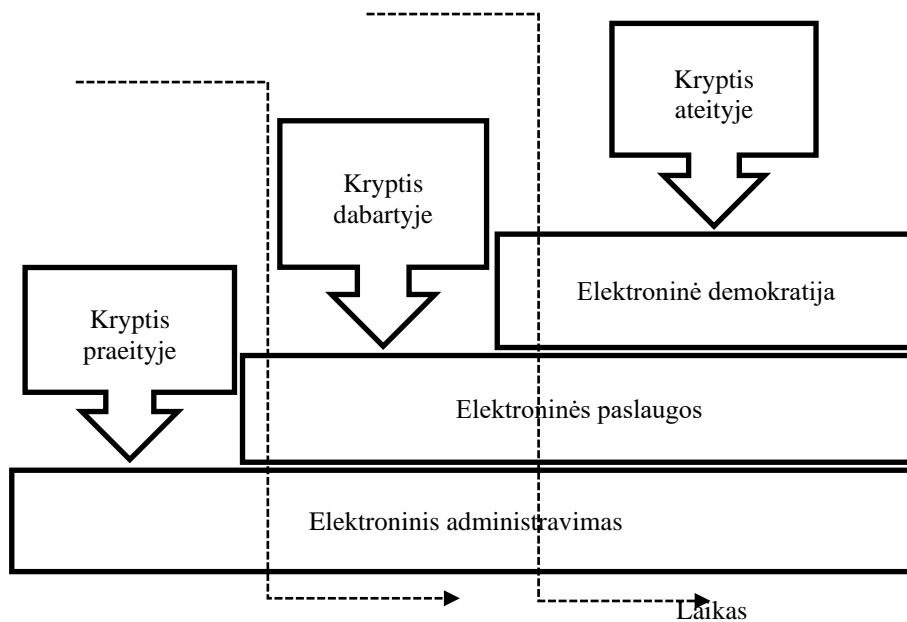 Kryptis
ateityje
Kryptis
dabartyje
Elektroninė demokratija
Kryptis
praeityje
Elektroninės paslaugos
Elektroninis administravimas
Laikas